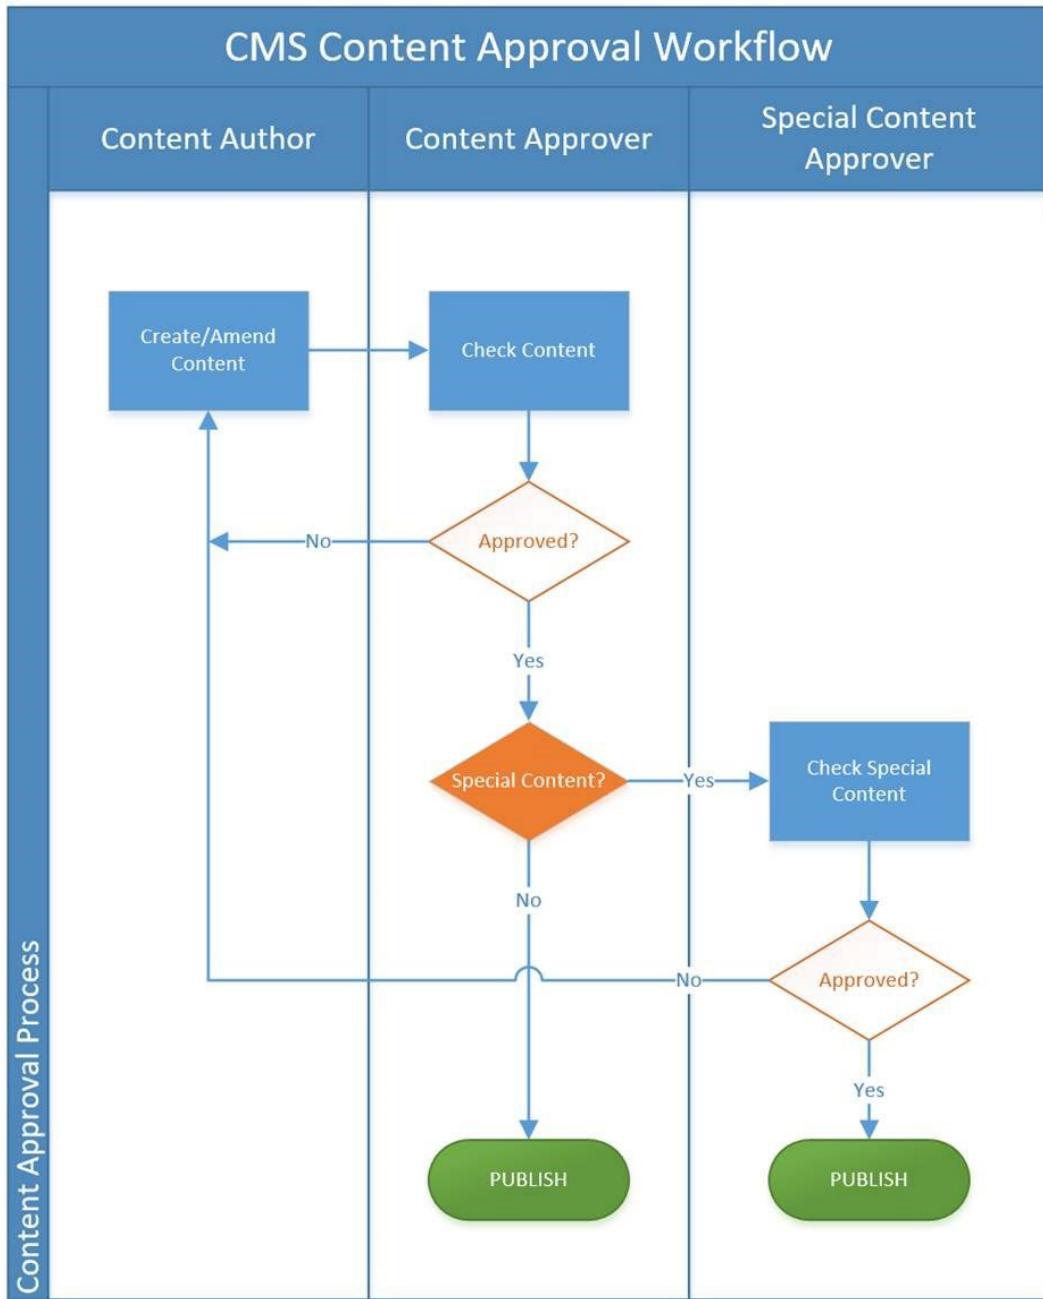 CMS Content Approval Workflow
Content Author
Content Approver
Special Content
Approver
Content Approval Process
Create/Amend
Content
Check Content
Approved?
No
Yes
Special Content?
Yes
Check Special
Content
No
Approved?
No
Yes
PUBLISH
PUBLISH